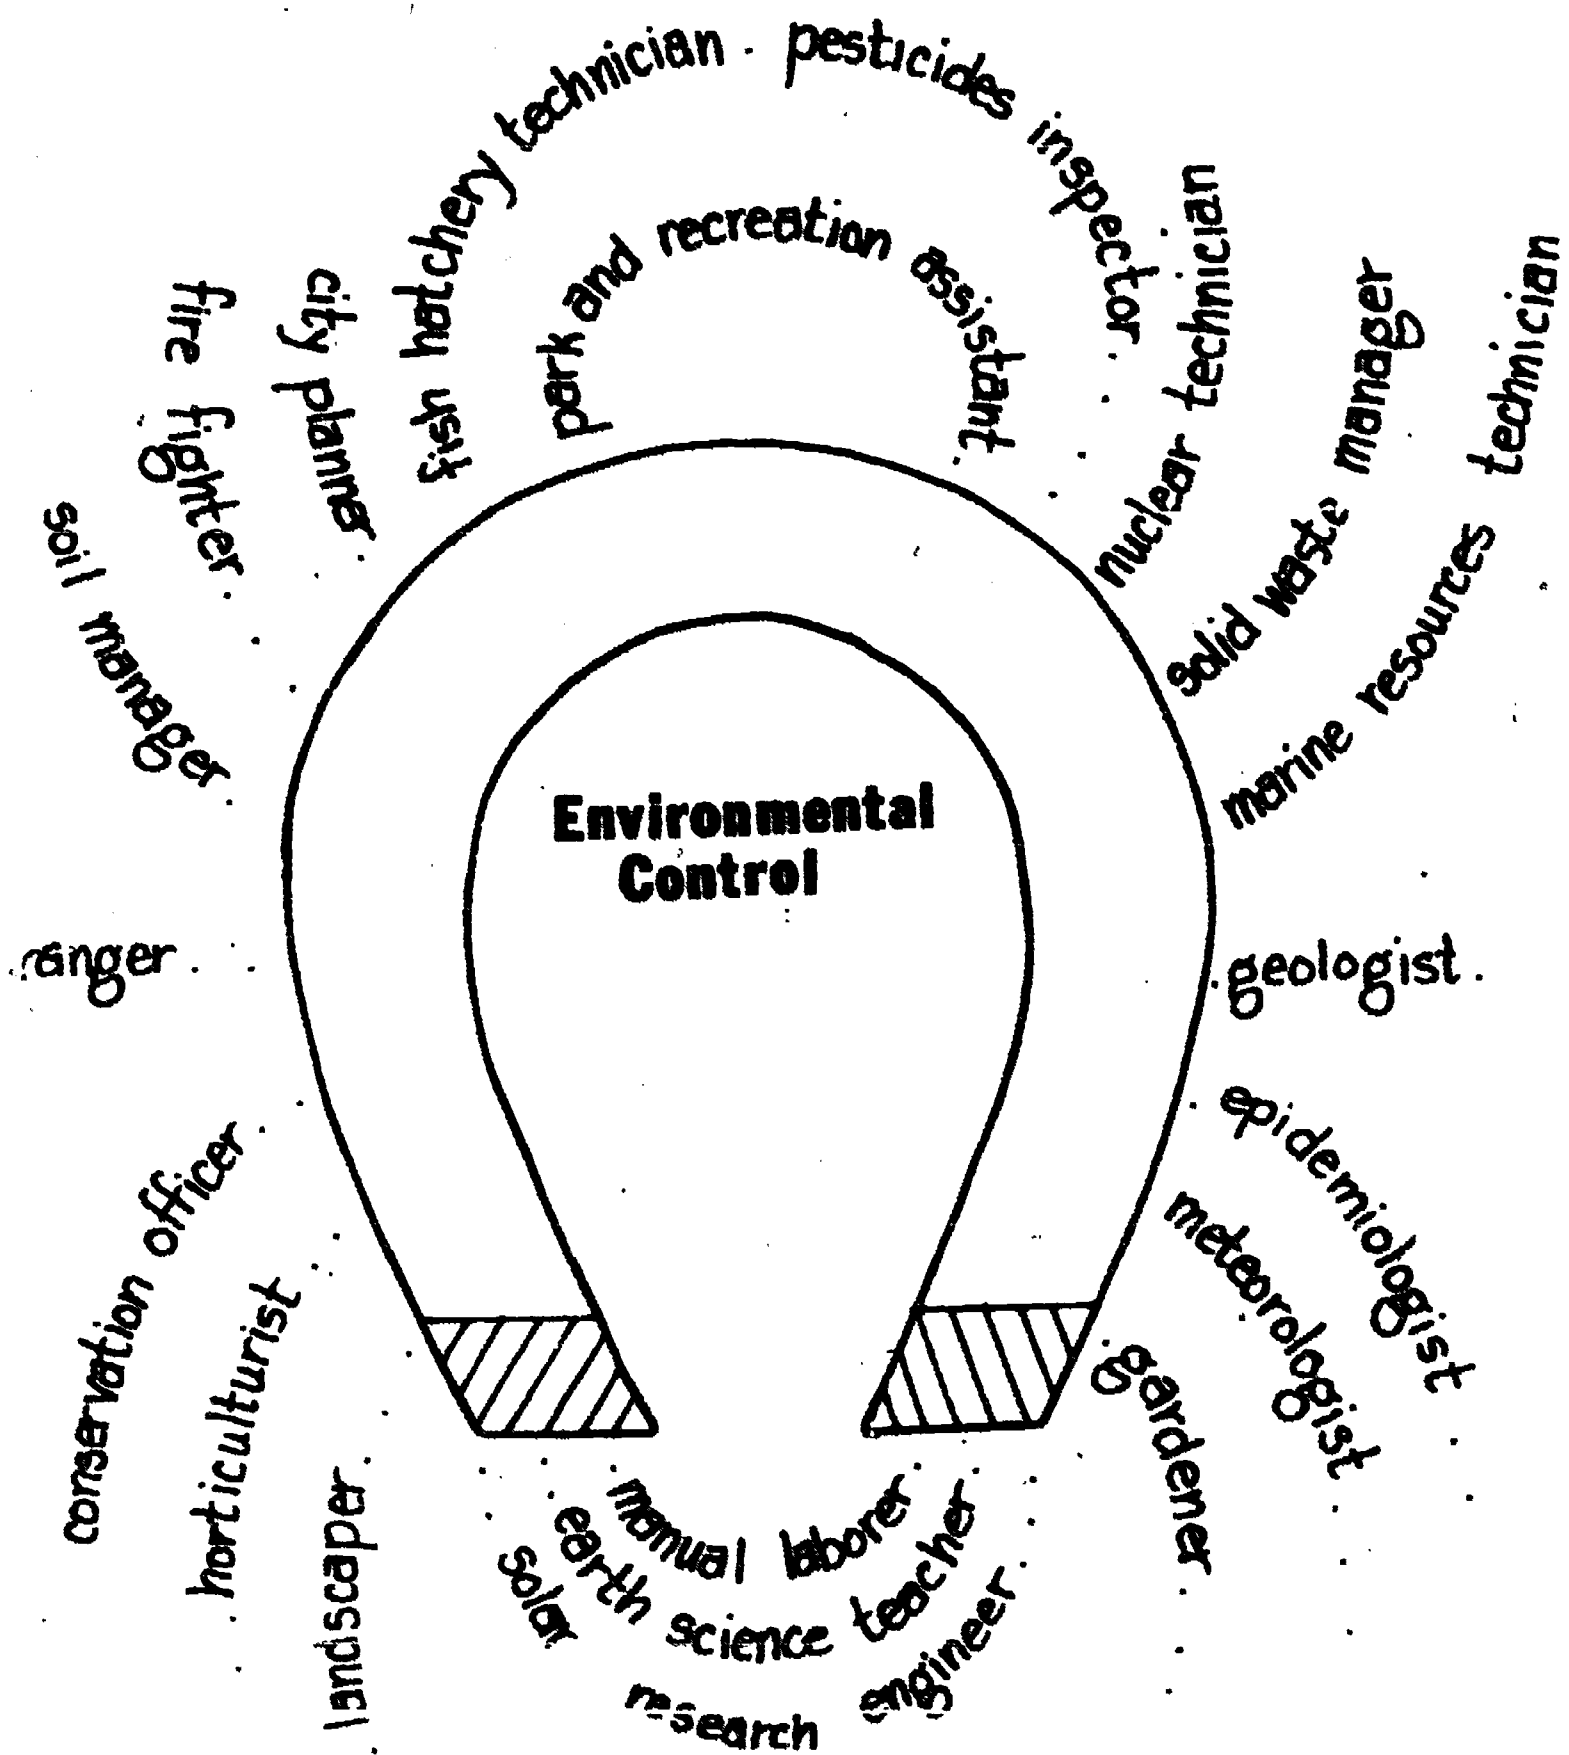 fish hatchery technician
pesticides inspector
park and recreation assistant
nuclear technician
solid waste manager
marine resources technician
city planner
fire fighter
soil manager
Environmental
Control
ranger
geologist
epidemiologist
meteorologist
gardener
conservation officer
horticulturist
landscaper
manual laborer
earth science teacher
solar research engineer